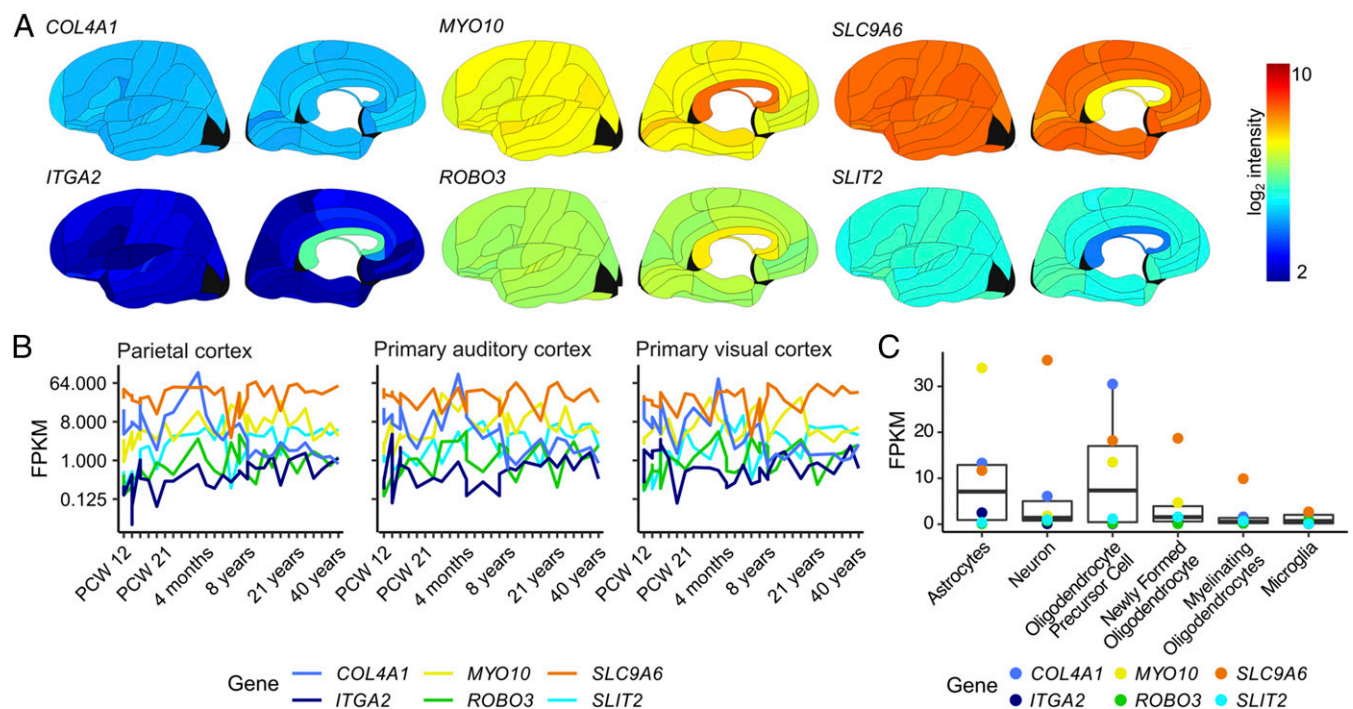 A
COL4A1
MYO10
SLC9A6
10
log2 intensity
2
ITGA2
ROBO3
SLIT2
B
Parietal cortex
Primary auditory cortex
Primary visual cortex
FPKM
64.000
8.000
1.000
0.125
PCW 12
PCW 21
4 months
8 years
21 years
40 years
PCW 12
PCW 21
4 months
8 years
21 years
40 years
PCW 12
PCW 21
4 months
8 years
21 years
40 years
Gene
COL4A1
MYO10
SLC9A6
ITGA2
ROBO3
SLIT2
C
FPKM
30
20
10
0
Astrocytes
Neuron
Oligodendrocyte
Precursor Cell
Newly Formed
Oligodendrocyte
Myelinating
Oligodendrocytes
Microglia
Gene
COL4A1
MYO10
SLC9A6
ITGA2
ROBO3
SLIT2